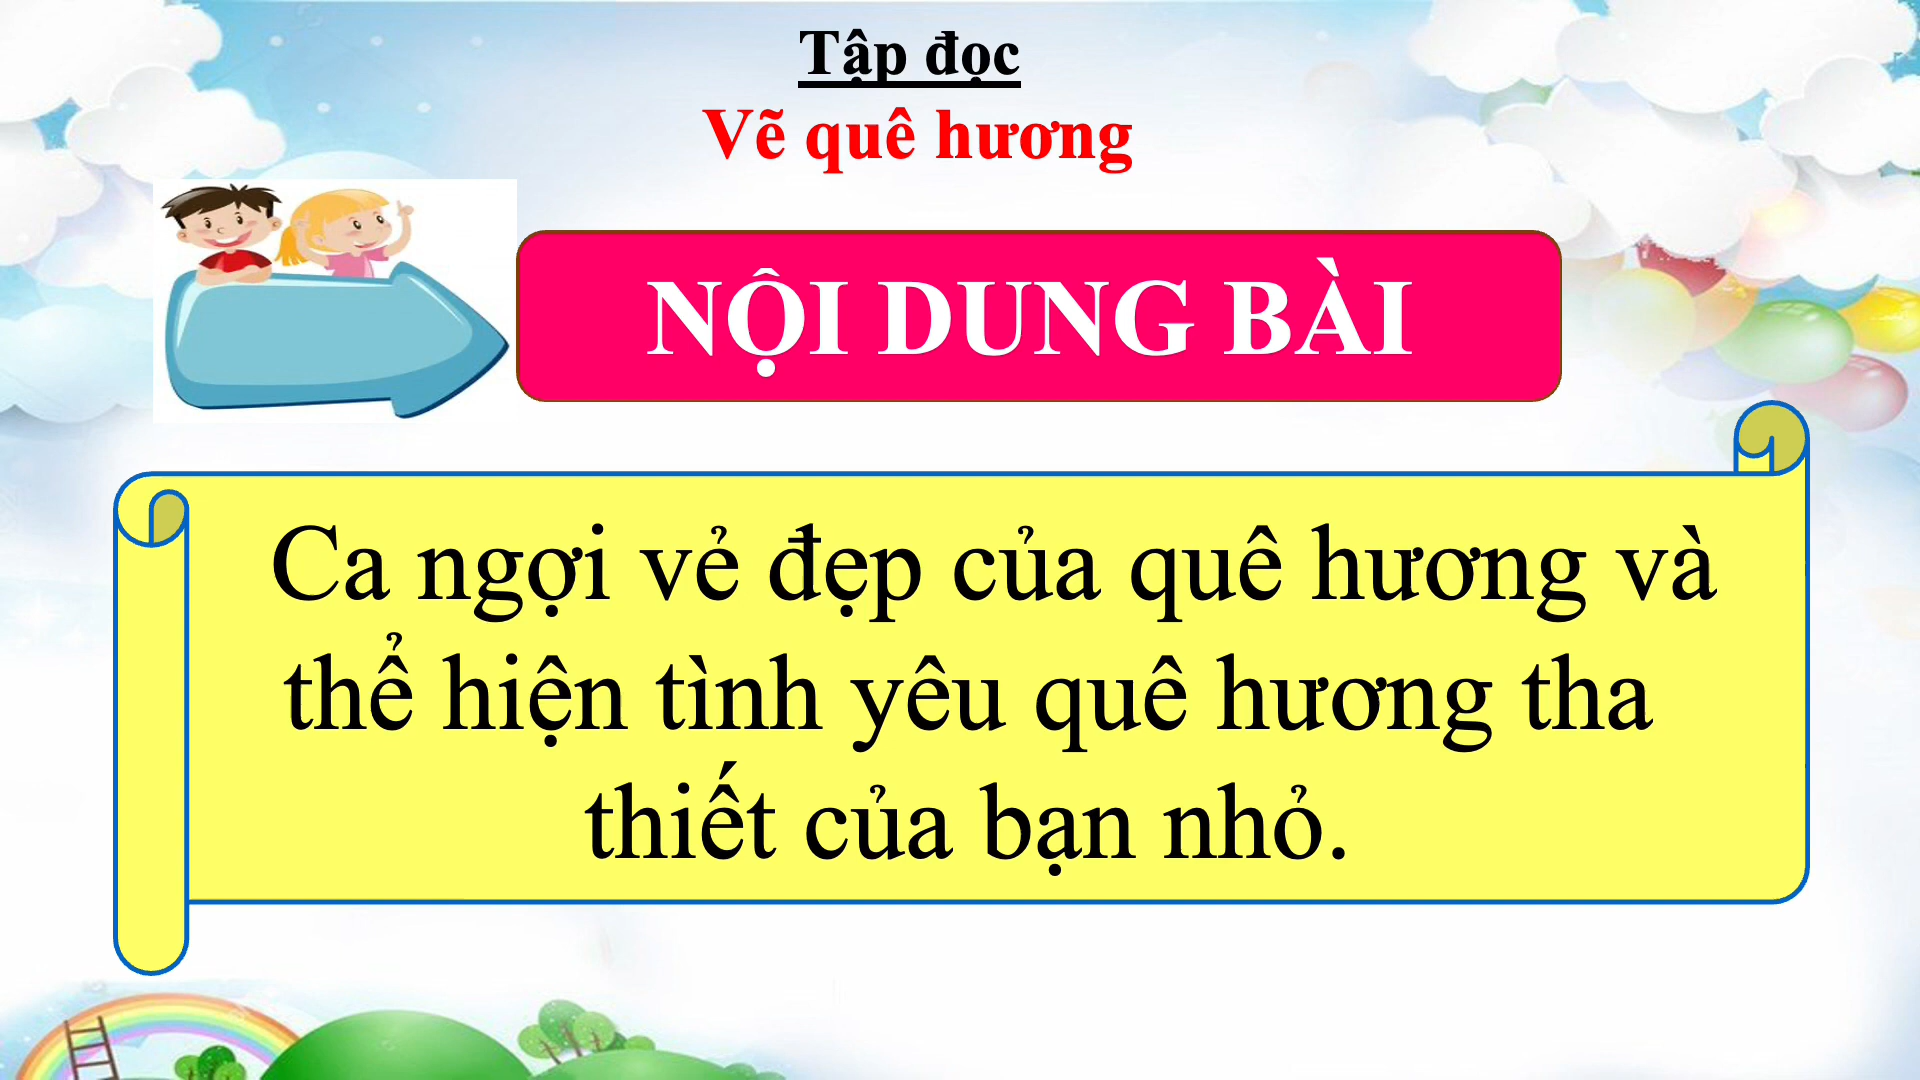 Tập đọc
Vẽ quê hương
NỘI DUNG BÀI
Ca ngợi vẻ đẹp của quê hương và
thể hiện tình yêu quê hương tha
thiết của bạn nhỏ.